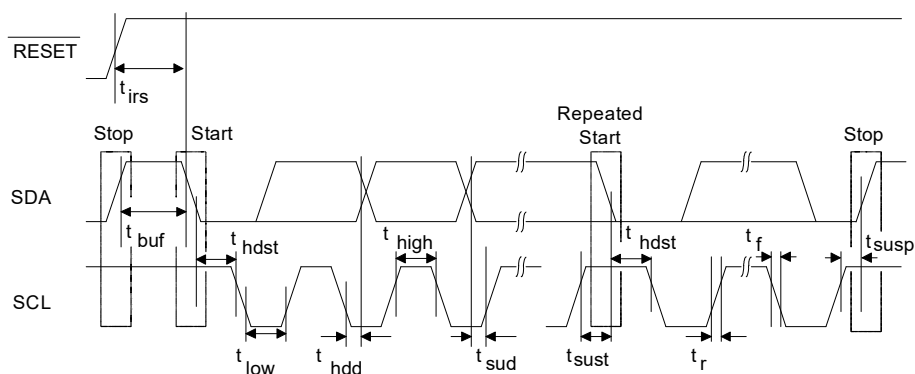 RESET
t irs
Repeated
Start
Stop
Start
Stop
SDA
t buf
t hdst
t high
t hdst
t f
t susp
SCL
t low
t hdd
t sud
t sust
t r